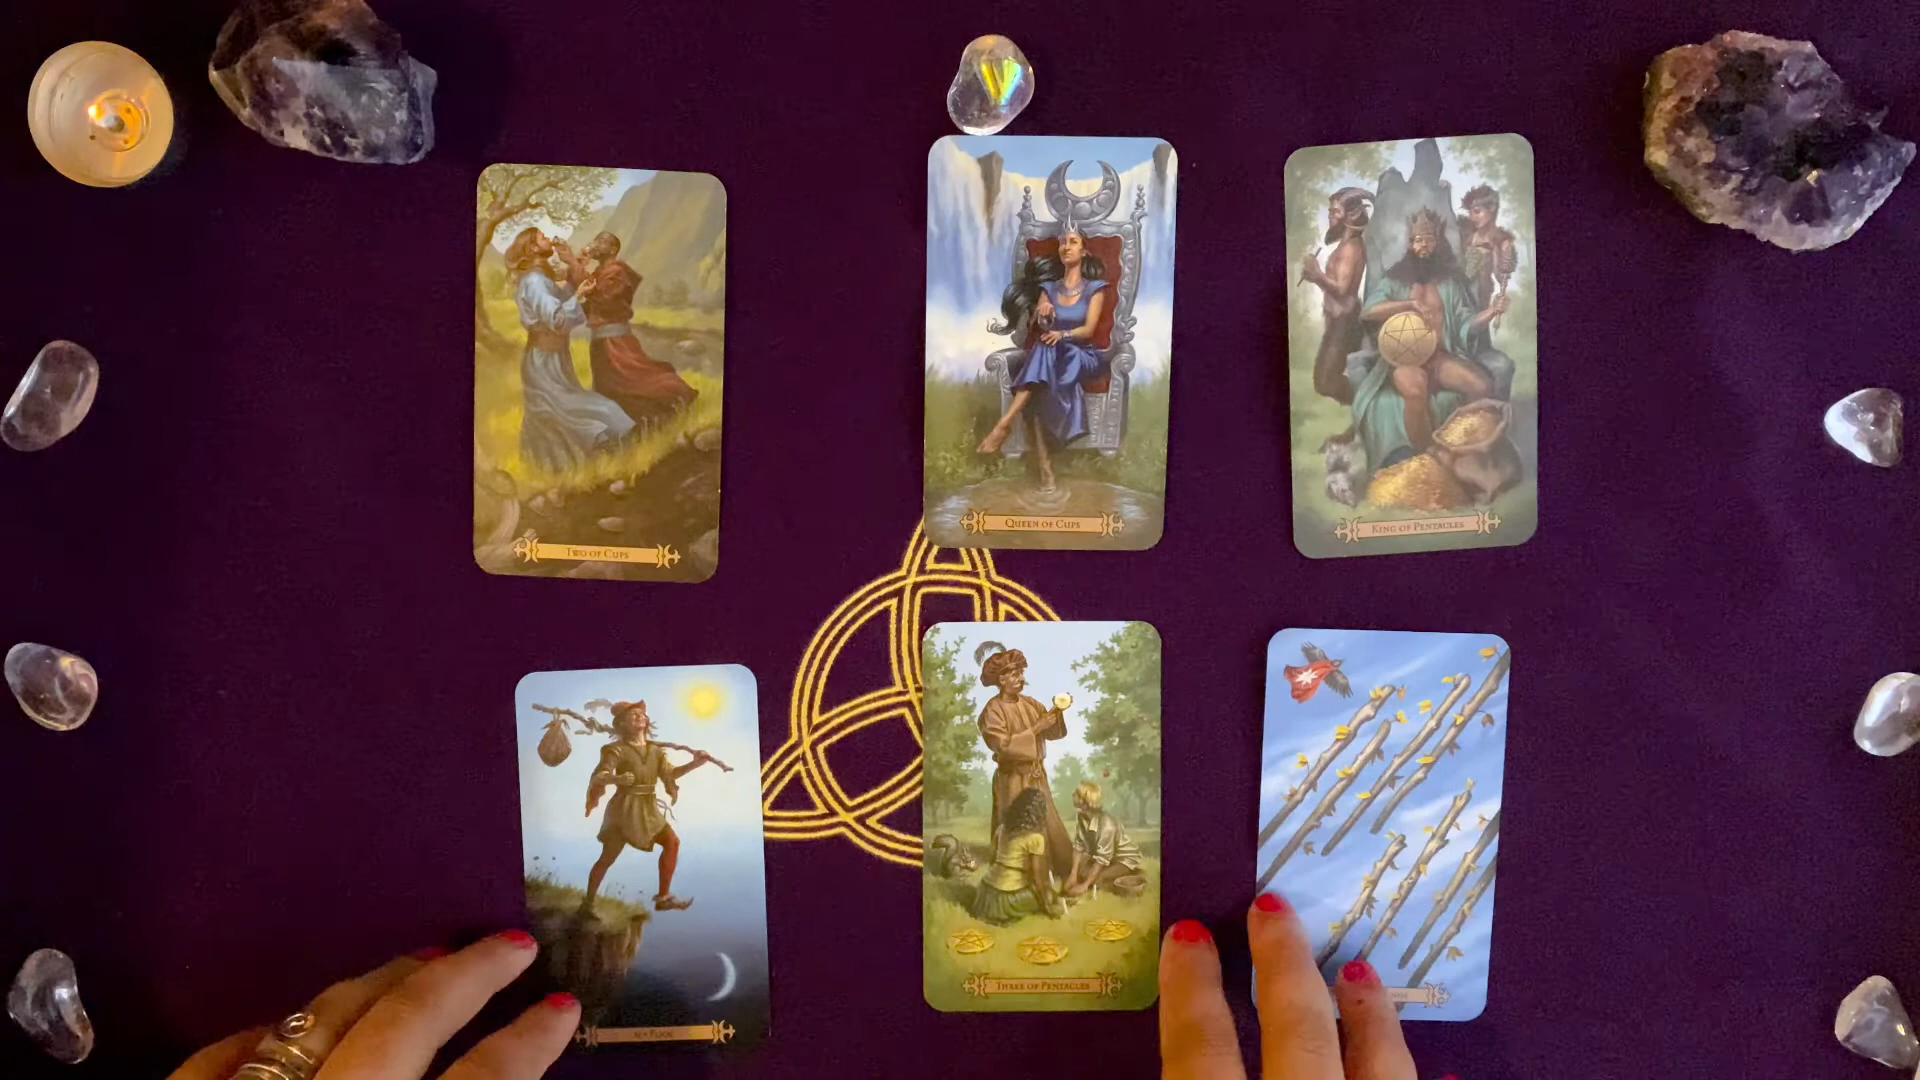 Two of Cups
Queen of Cups
King of Pentacles
Three of Pentacles